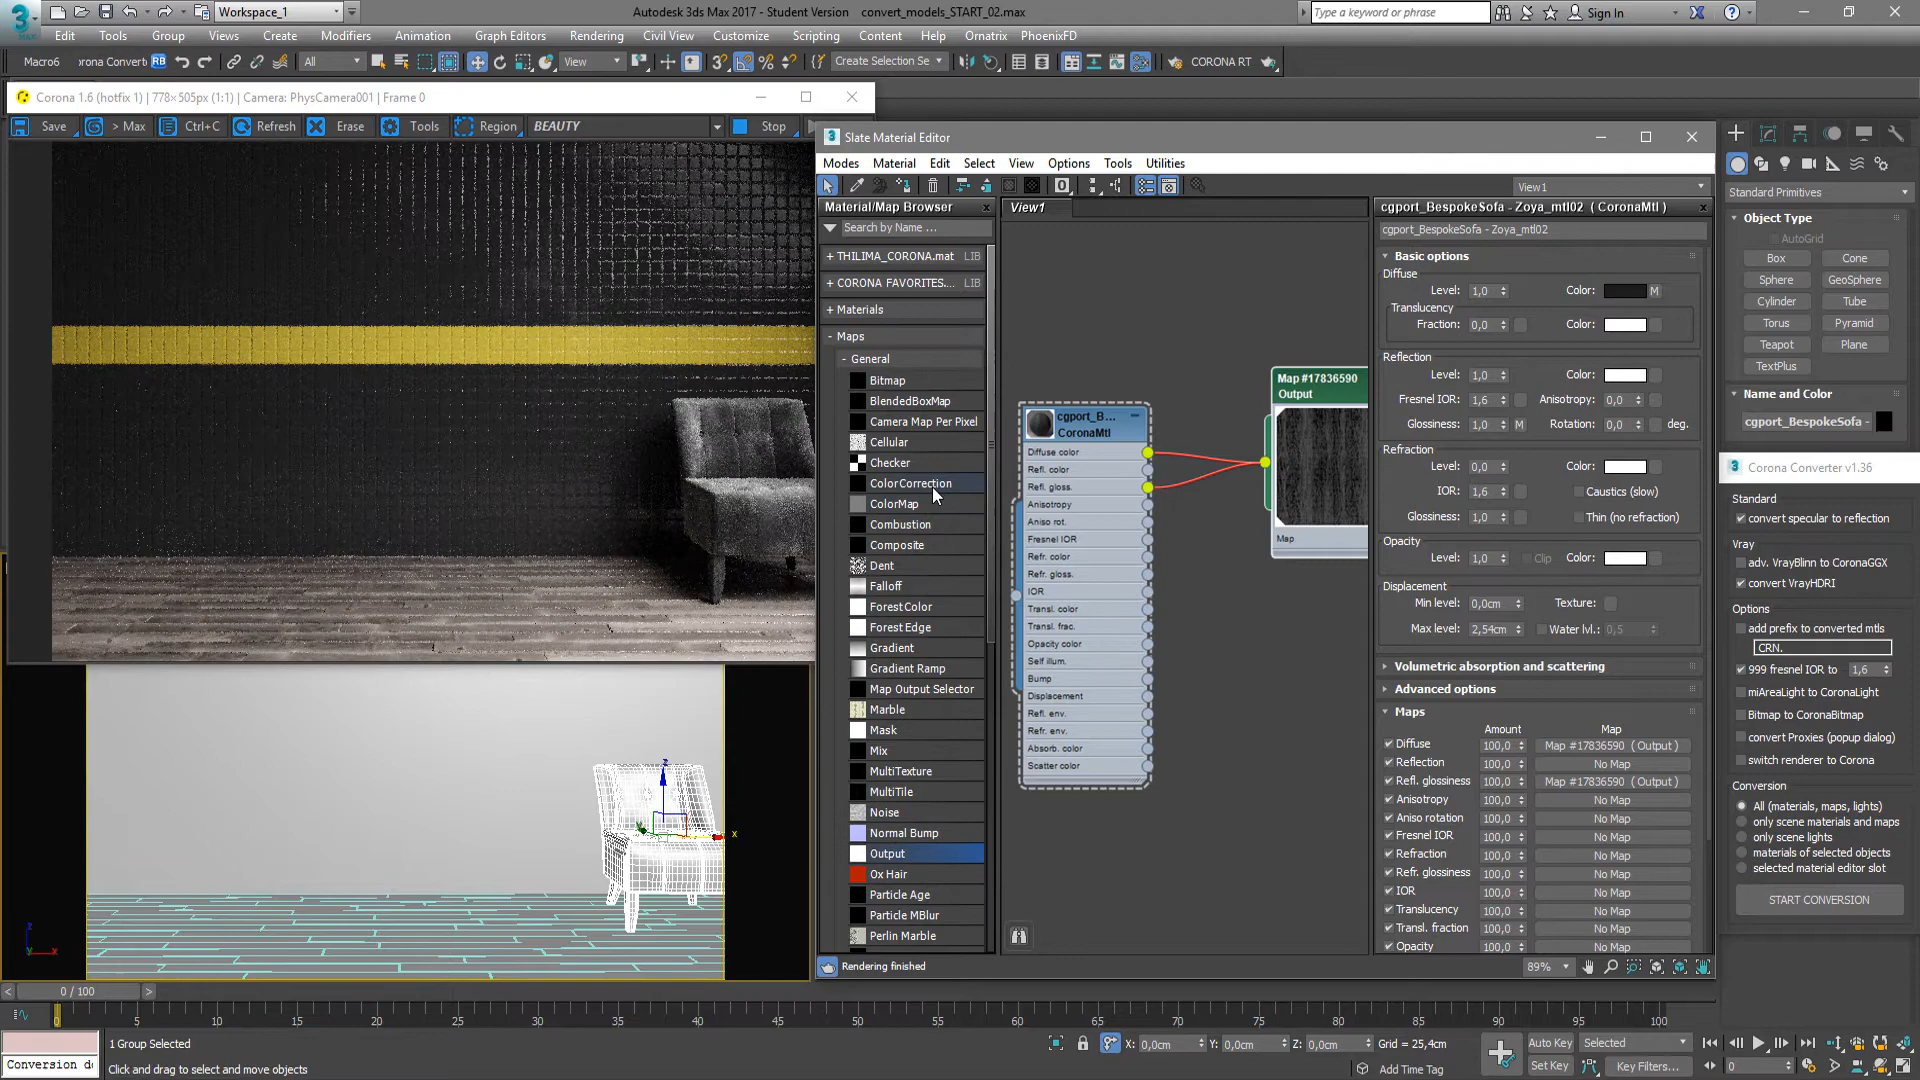 Workspace_1
Autodesk 3ds Max 2017 - Student Version    convert_models_START_02.max
Type a keyword or phrase
Sign In
Edit Tools Group Views Create Modifiers Animation Graph Editors Rendering Civil View Customize Scripting Content Help Ornatrix PhoenixFD
Macro6 orona Converte RB All View Create Selection Se CORONA RT
Corona 1.6 (hotfix 1) | 778×505px (1:1) | Camera: PhysCamera001 | Frame 0
Save > Max Ctrl+C Refresh Erase Tools Region BEAUTY Stop
Slate Material Editor
Modes Material Edit Select View Options Tools Utilities
View1
Material/Map Browser
Search by Name ...
+ THILIMA_CORONA.mat LIB
+ CORONA FAVORITES.... LIB
+ Materials
- Maps
- General
Bitmap
BlendedBoxMap
Camera Map Per Pixel
Cellular
Checker
ColorCorrection
ColorMap
Combustion
Composite
Dent
Falloff
ForestColor
Forest Edge
Gradient
Gradient Ramp
Map Output Selector
Marble
Mask
Mix
MultiTexture
MultiTile
Noise
Normal Bump
Output
Ox Hair
Particle Age
Particle MBlur
Perlin Marble
Rendering finished
View1
cgport_B...
CoronaMtl
Diffuse color
Refl. color
Refl. gloss.
Anisotropy
Aniso rot.
Fresnel IOR
Refr. color
Refr. gloss.
IOR
Transl. color
Transl. frac.
Opacity color
Self illum.
Bump
Displacement
Refl. env.
Refr. env.
Absorb. color
Scatter color
Map #17836590
Output
Map
cgport_BespokeSofa - Zoya_mtl02 ( CoronaMtl )
cgport_BespokeSofa - Zoya_mtl02
Basic options
Diffuse
Level: 1,0 Color: M
Translucency
Fraction: 0,0 Color:
Reflection
Level: 1,0 Color:
Fresnel IOR: 1,6 Anisotropy: 0,0
Glossiness: 1,0 M Rotation: 0,0 deg.
Refraction
Level: 0,0 Color:
IOR: 1,6 Caustics (slow)
Glossiness: 1,0 Thin (no refraction)
Opacity
Level: 1,0 Clip Color:
Displacement
Min level: 0,0cm Texture:
Max level: 2,54cm Water lvl.: 0,5
Volumetric absorption and scattering
Advanced options
Maps
Amount Map
Diffuse 100,0 Map #17836590 ( Output )
Reflection 100,0 No Map
Refl. glossiness 100,0 Map #17836590 ( Output )
Anisotropy 100,0 No Map
Aniso rotation 100,0 No Map
Fresnel IOR 100,0 No Map
Refraction 100,0 No Map
Refr. glossiness 100,0 No Map
IOR 100,0 No Map
Translucency 100,0 No Map
Transl. fraction 100,0 No Map
Opacity 100,0 No Map
89%
Standard Primitives
Object Type
AutoGrid
Box Cone
Sphere GeoSphere
Cylinder Tube
Torus Pyramid
Teapot Plane
TextPlus
Name and Color
cgport_BespokeSofa -
Corona Converter v1.36
Standard
convert specular to reflection
Vray
adv. VrayBlinn to CoronaGGX
convert VrayHDRI
Options
add prefix to converted mtls
CRN.
999 fresnel IOR to 1,6
miAreaLight to CoronaLight
Bitmap to CoronaBitmap
convert Proxies (popup dialog)
switch renderer to Corona
Conversion
All (materials, maps, lights)
only scene materials and maps
only scene lights
materials of selected objects
selected material editor slot
START CONVERSION
z
x
y
z
x
< 0 / 100 >
0 5 10 15 20 25 30 35 40 45 50 55 60 65 70 75 80 85 90 95 100
1 Group Selected
X: 0,0cm Y: 0,0cm Z: 0,0cm Grid = 25,4cm
Auto Key Selected
Conversion d
Click and drag to select and move objects
Add Time Tag
Set Key Key Filters... 0